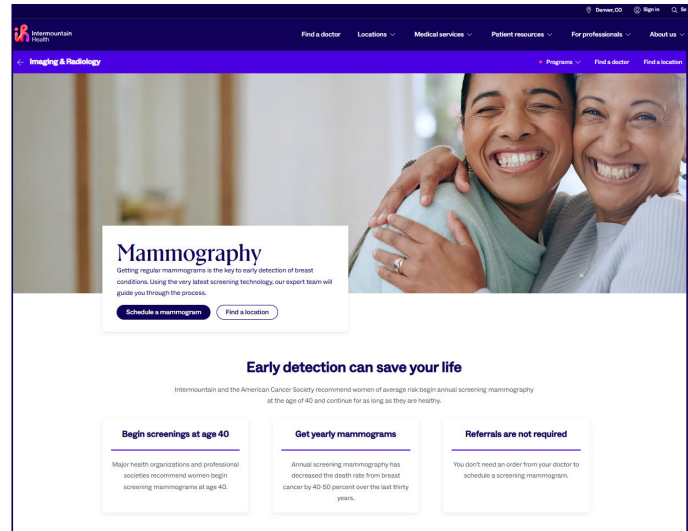 Denver, CO Sign in Se
Intermountain
Health
Find a doctor Locations Medical services Patient resources For professionals About us
Imaging & Radiology Programs Find a doctor Find a location
Mammography
Getting regular mammograms is the key to early detection of breast
conditions. Using the very latest screening technology, our expert team will
guide you through the process.
Schedule a mammogram Find a location
Early detection can save your life
Intermountain and the American Cancer Society recommend women of average risk begin annual screening mammography
at the age of 40 and continue for as long as they are healthy.
Begin screenings at age 40
Major health organizations and professional
societies recommend women begin
screening mammograms at age 40.
Get yearly mammograms
Annual screening mammography has
decreased the death rate from breast
cancer by 40-50 percent over the last thirty
years.
Referrals are not required
You don't need an order from your doctor to
schedule a screening mammogram.